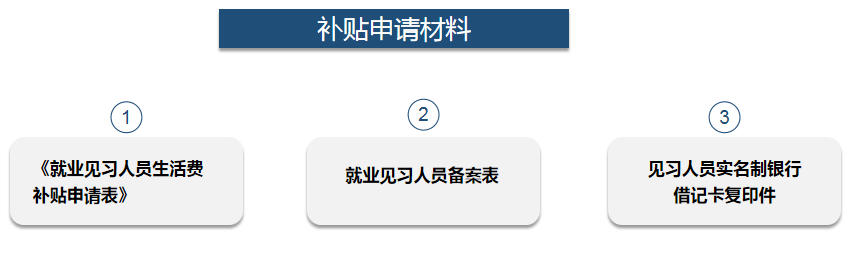 补贴申请材料
1
《就业见习人员生活费
补贴申请表》
2
就业见习人员备案表
3
见习人员实名制银行
借记卡复印件